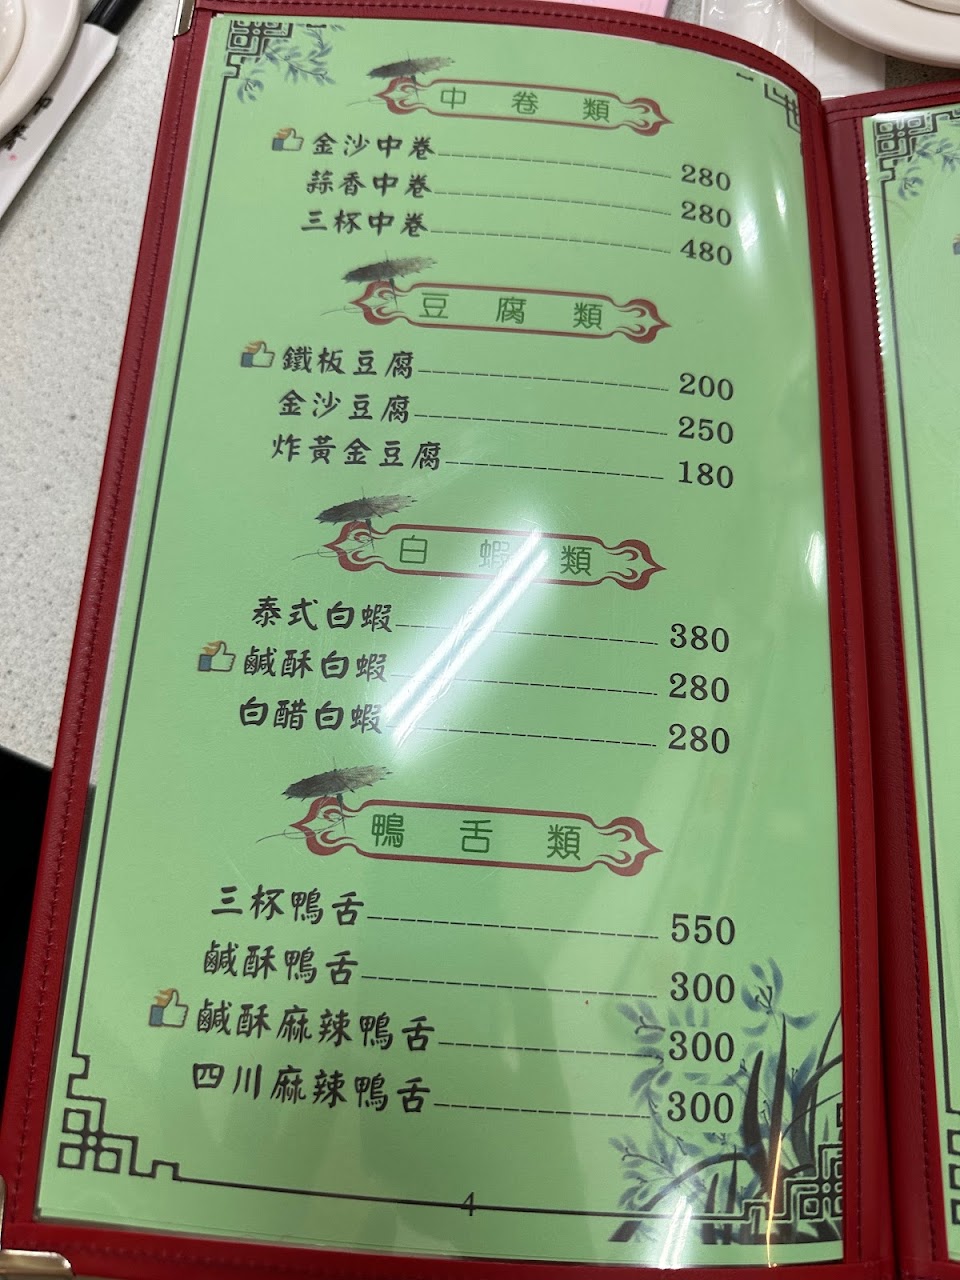 中卷類
金沙中卷 280
蒜香中卷 280
三杯中卷 480
豆腐類
鐵板豆腐 200
金沙豆腐 250
炸黃金豆腐 180
白蝦類
泰式白蝦 380
鹹酥白蝦 280
白醋白蝦 280
鴨舌類
三杯鴨舌 550
鹹酥鴨舌 300
鹹酥麻辣鴨舌 300
四川麻辣鴨舌 300
4